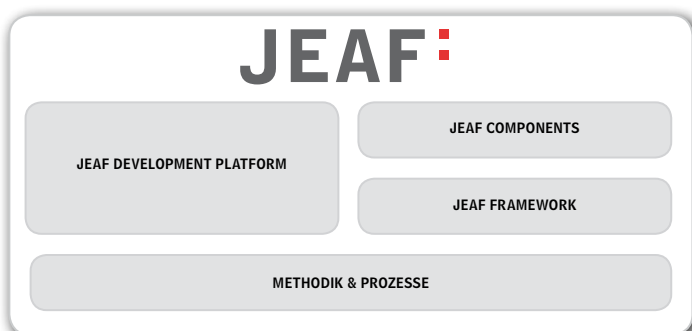 JEAF:
JEAF DEVELOPMENT PLATFORM
JEAF COMPONENTS
JEAF FRAMEWORK
METHODIK & PROZESSE